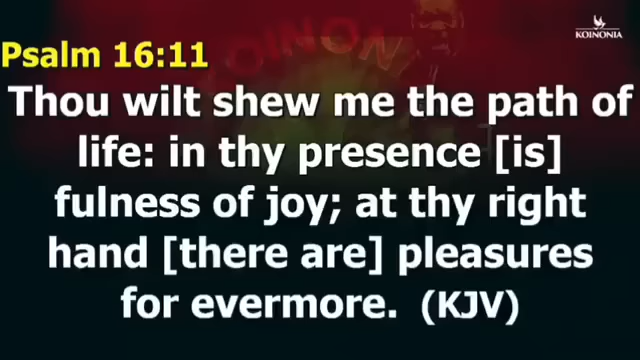 KOINONIA
KOINONIA
Psalm 16:11
Thou wilt shew me the path of
life: in thy presence [is]
fulness of joy; at thy right
hand [there are] pleasures
for evermore. (KJV)